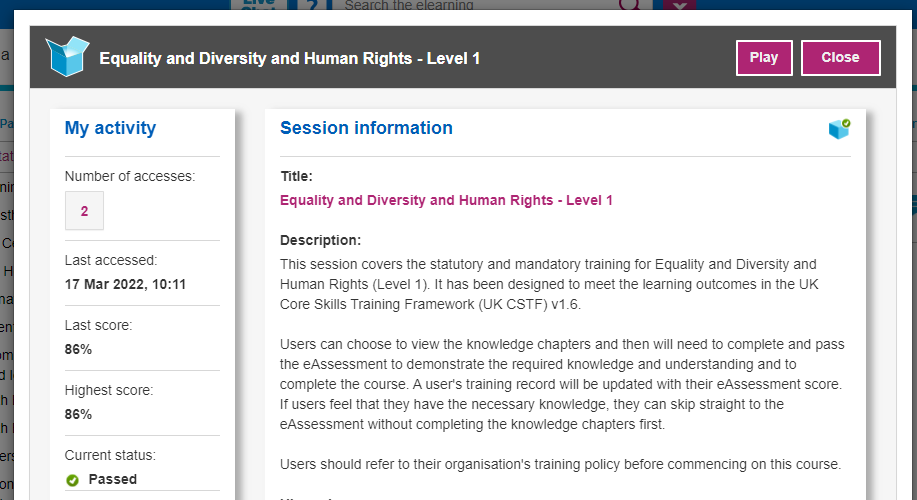 Live
Chat
?
Search the elearning
Equality and Diversity and Human Rights - Level 1
Play
Close
My activity
Number of accesses:
2
Last accessed:
17 Mar 2022, 10:11
Last score:
86%
Highest score:
86%
Current status:
Passed
Session information
Title:
Equality and Diversity and Human Rights - Level 1
Description:
This session covers the statutory and mandatory training for Equality and Diversity and
Human Rights (Level 1). It has been designed to meet the learning outcomes in the UK
Core Skills Training Framework (UK CSTF) v1.6.
Users can choose to view the knowledge chapters and then will need to complete and pass
the eAssessment to demonstrate the required knowledge and understanding and to
complete the course. A user's training record will be updated with their eAssessment score.
If users feel that they have the necessary knowledge, they can skip straight to the
eAssessment without completing the knowledge chapters first.
Users should refer to their organisation's training policy before commencing on this course.